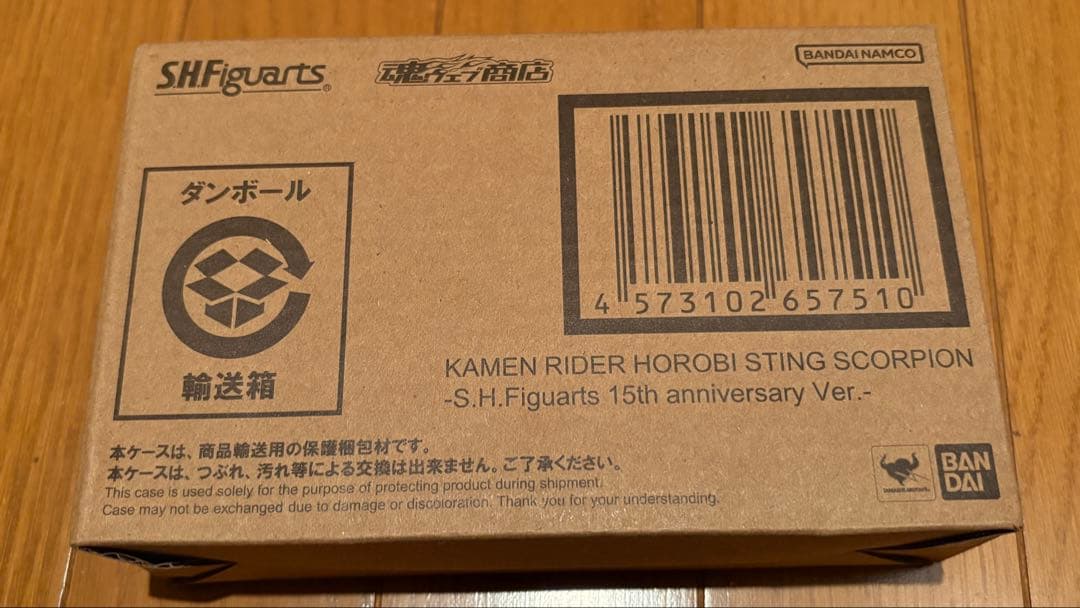 S.H.Figuarts®
魂ウェブ商店
BANDAI NAMCO
ダンボール
輸送箱
4 573102 657510
KAMEN RIDER HOROBI STING SCORPION
-S.H.Figuarts 15th anniversary Ver.-
本ケースは、商品輸送用の保護梱包材です。
本ケースは、つぶれ、汚れ等による交換は出来ません。ご了承ください。
This case is used solely for the purpose of protecting product during shipment.
Case may not be exchanged due to damage or discoloration. Thank you for your understanding.
BAN
DAI